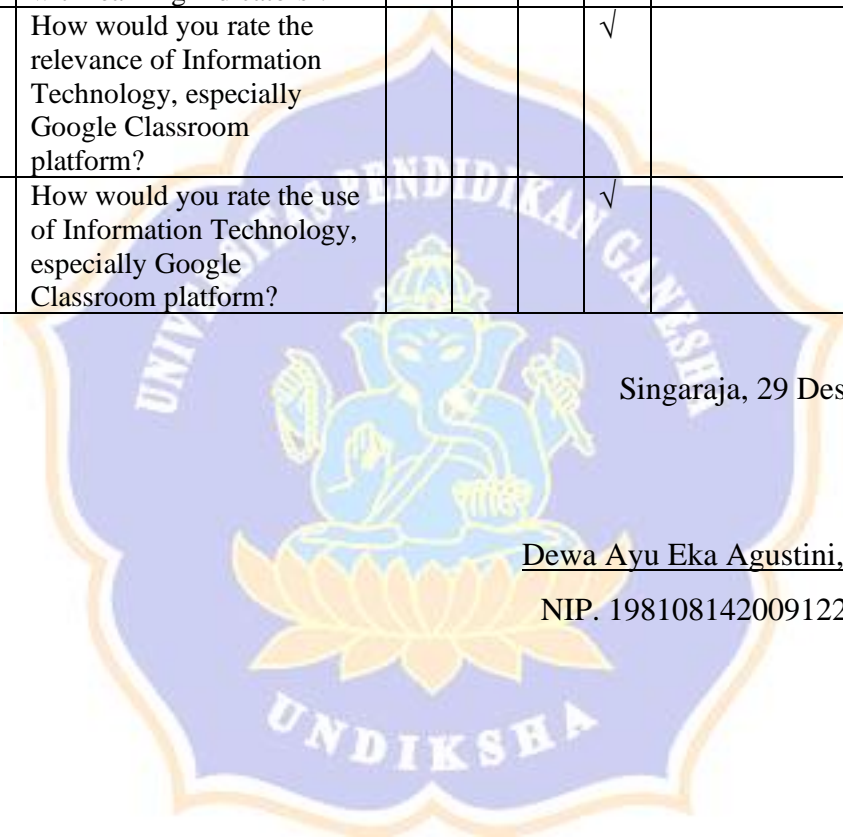 How would you rate the √
relevance of Information
Technology, especially
Google Classroom
platform?
How would you rate the use √
of Information Technology,
especially Google
Classroom platform?
UNIVERSITAS PENDIDIKAN GANESHA
Singaraja, 29 Des
Dewa Ayu Eka Agustini,
NIP. 198108142009122
UNDIKSHA